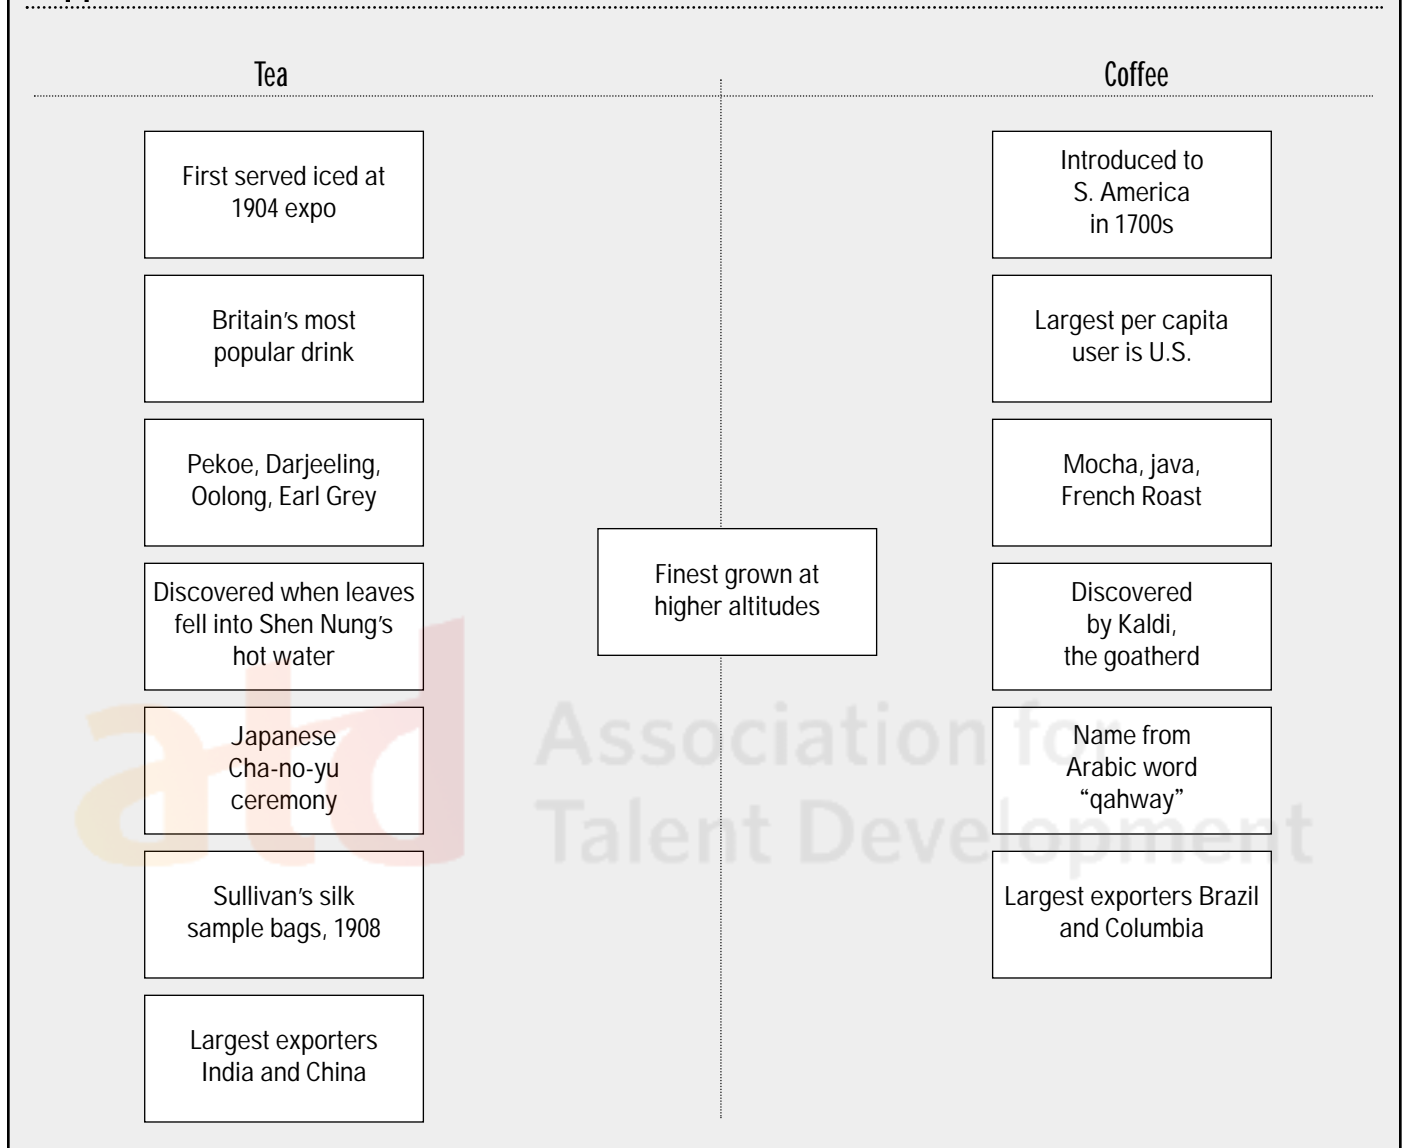 Tea
Coffee
First served iced at
1904 expo
Britain’s most
popular drink
Pekoe, Darjeeling,
Oolong, Earl Grey
Discovered when leaves
fell into Shen Nung’s
hot water
Japanese
Cha-no-yu
ceremony
Sullivan’s silk
sample bags, 1908
Largest exporters
India and China
Finest grown at
higher altitudes
Introduced to
S. America
in 1700s
Largest per capita
user is U.S.
Mocha, java,
French Roast
Discovered
by Kaldi,
the goatherd
Name from
Arabic word
“qahway”
Largest exporters Brazil
and Columbia
atd
Association for
Talent Development